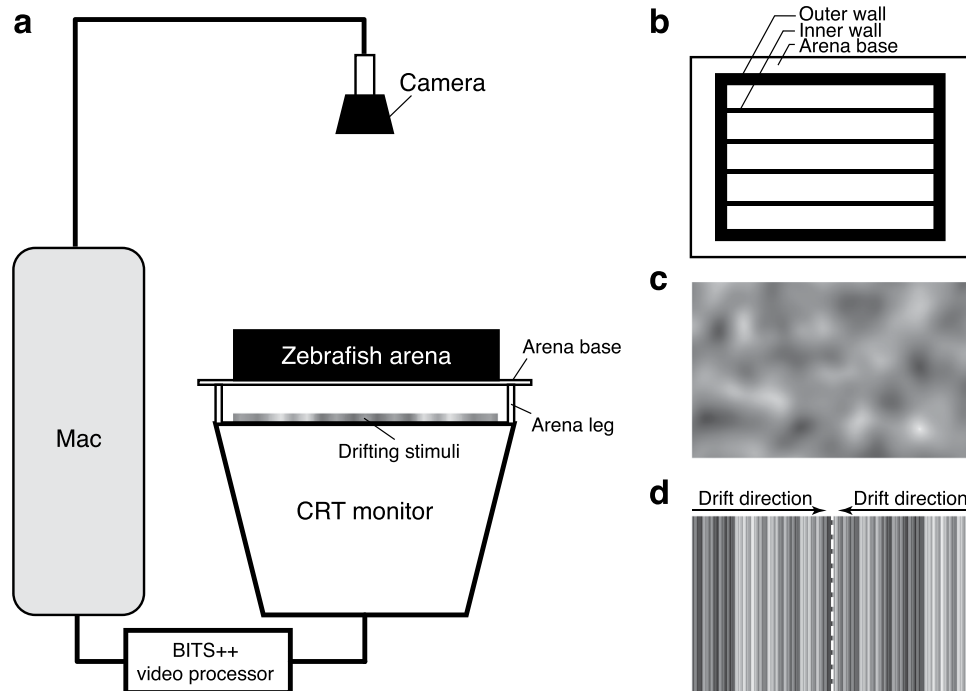 a
Camera
Mac
Zebrafish arena
Arena base
Arena leg
Drifting stimuli
CRT monitor
BITS++
video processor
b
Outer wall
Inner wall
Arena base
c
d
Drift direction
Drift direction